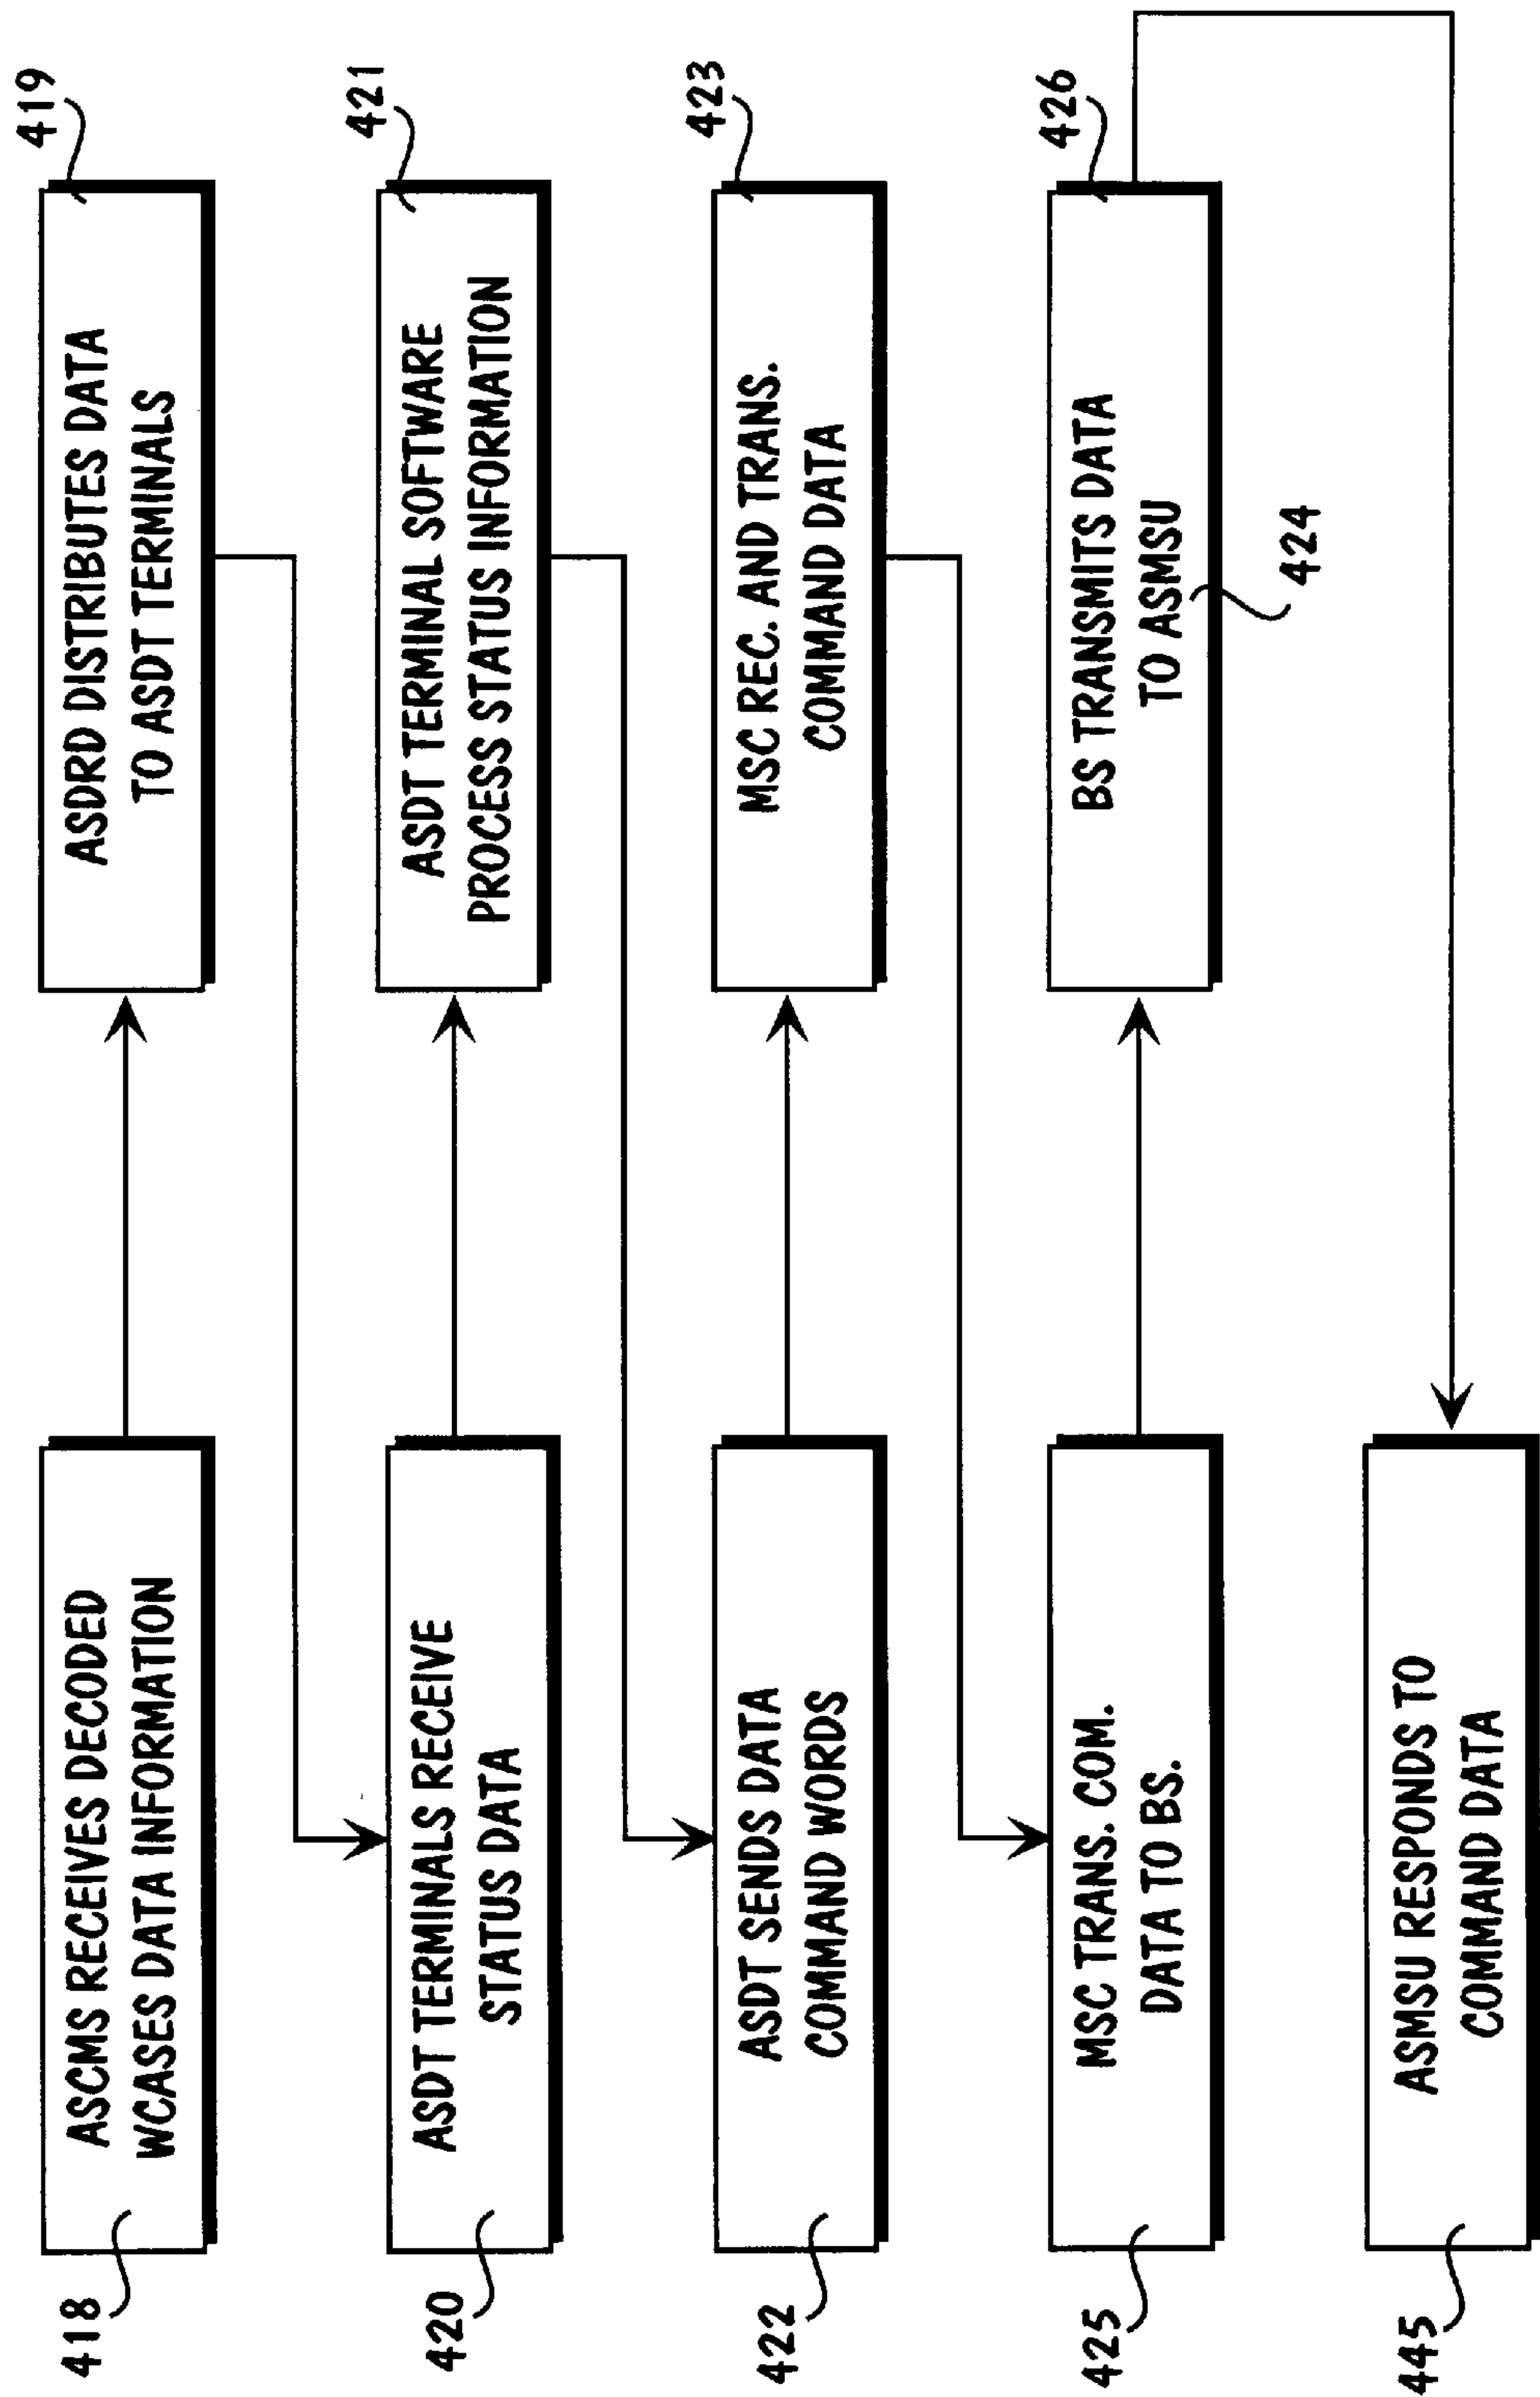 418
ASCMS RECEIVES DECODED
WCASES DATA INFORMATION
419
ASDRD DISTRIBUTES DATA
TO ASDT TERMINALS
420
ASDT TERMINALS RECEIVE
STATUS DATA
421
ASDT TERMINAL SOFTWARE
PROCESS STATUS INFORMATION
422
ASDT SENDS DATA
COMMAND WORDS
423
MSC REC. AND TRANS.
COMMAND DATA
425
MSC TRANS. COM.
DATA TO BS.
426
BS TRANSMITS DATA
TO ASMSU
424
445
ASMSU RESPONDS TO
COMMAND DATA